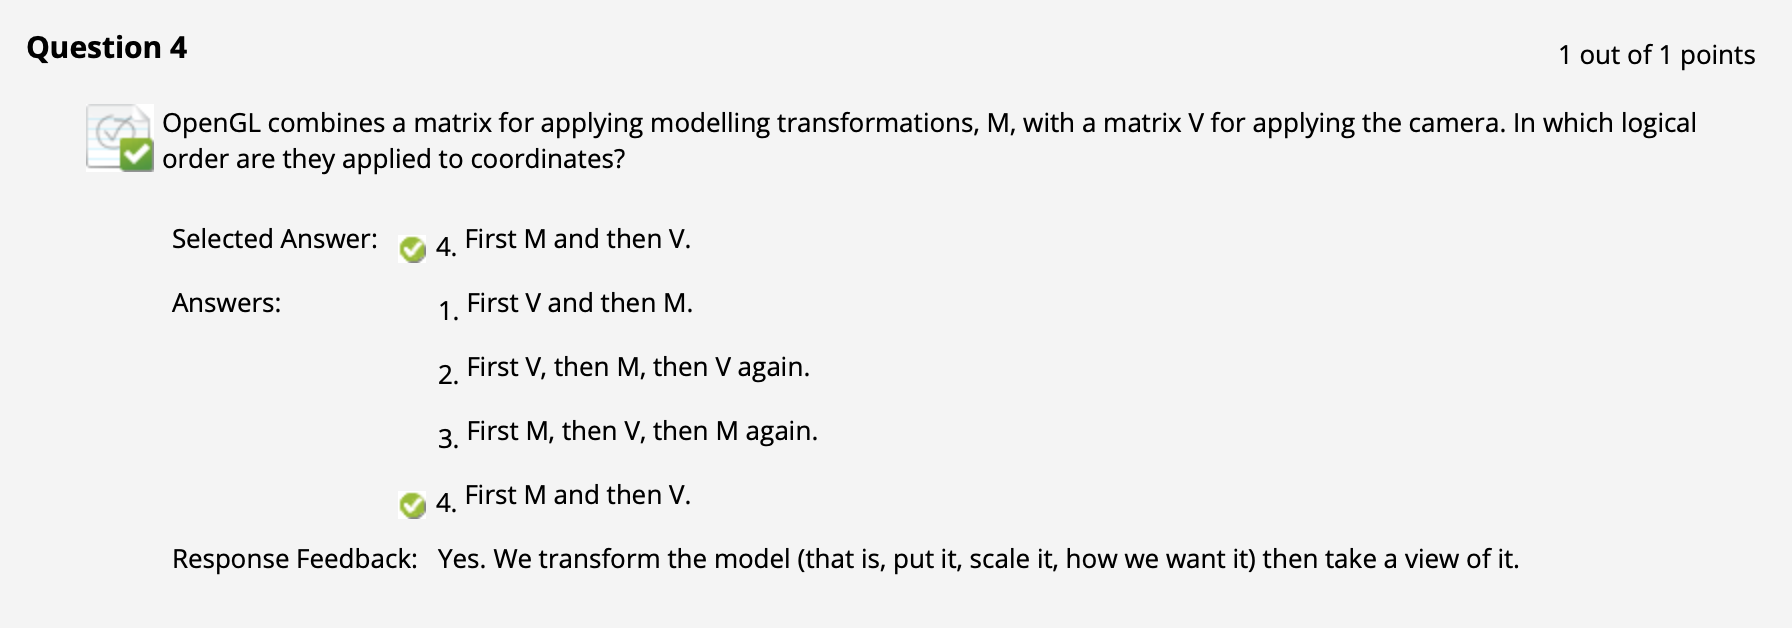 Question 4
1 out of 1 points
OpenGL combines a matrix for applying modelling transformations, M, with a matrix V for applying the camera. In which logical
order are they applied to coordinates?
Selected Answer: 4. First M and then V.
Answers: 1. First V and then M.
2. First V, then M, then V again.
3. First M, then V, then M again.
4. First M and then V.
Response Feedback: Yes. We transform the model (that is, put it, scale it, how we want it) then take a view of it.